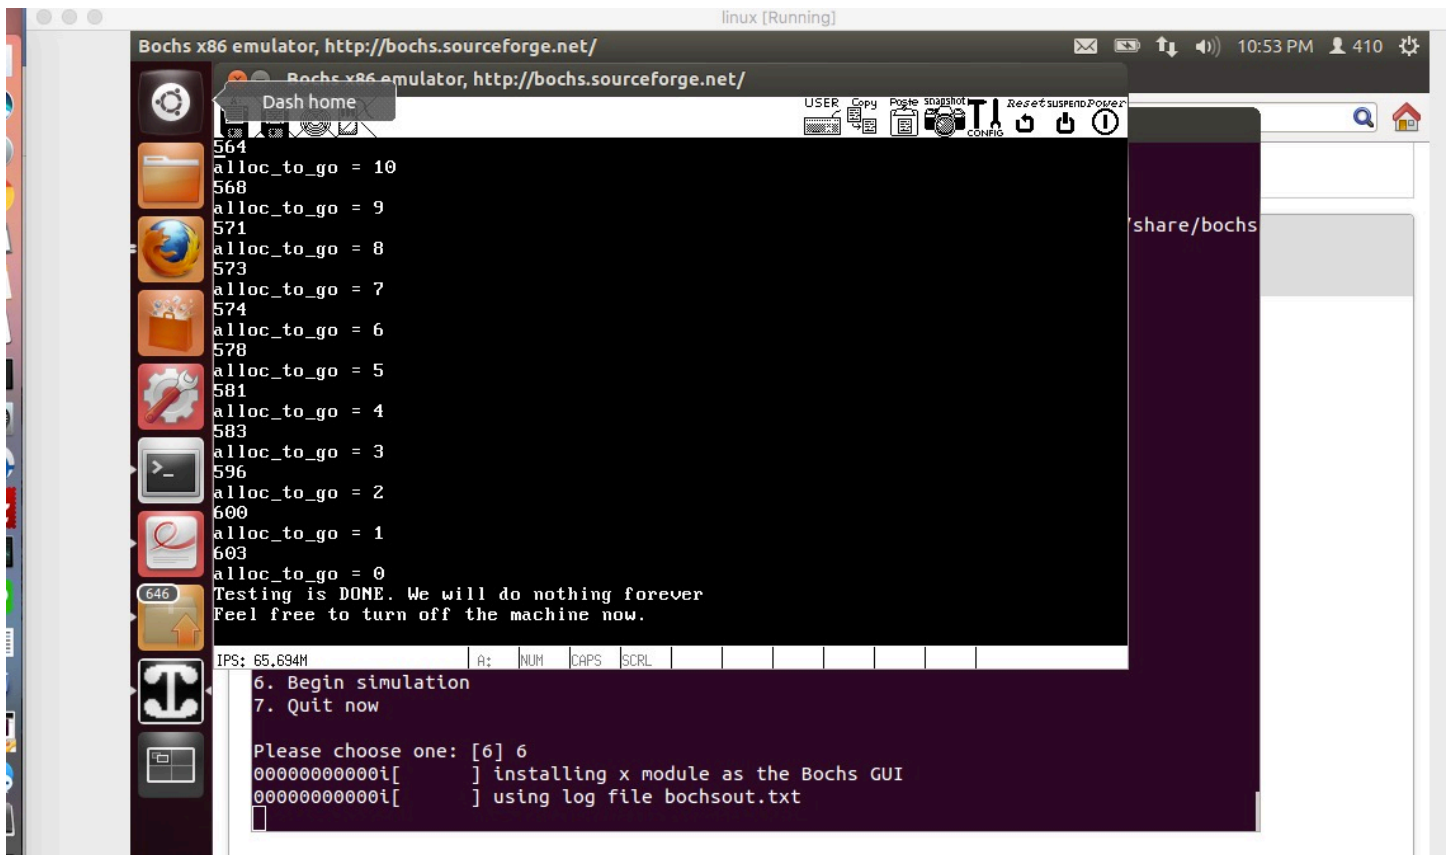 linux [Running]
Bochs x86 emulator, http://bochs.sourceforge.net/
10:53 PM 410
Bochs x86 emulator, http://bochs.sourceforge.net/
Dash home
USER Copy Paste snapshot CONFIG Reset SUSPEND Power
564
alloc_to_go = 10
568
alloc_to_go = 9
571
alloc_to_go = 8
573
alloc_to_go = 7
574
alloc_to_go = 6
578
alloc_to_go = 5
581
alloc_to_go = 4
583
alloc_to_go = 3
596
alloc_to_go = 2
600
alloc_to_go = 1
603
alloc_to_go = 0
Testing is DONE. We will do nothing forever
Feel free to turn off the machine now.
IPS: 65.694M A: NUM CAPS SCRL
/share/bochs
646
6. Begin simulation
7. Quit now
Please choose one: [6] 6
00000000000i[ ] installing x module as the Bochs GUI
00000000000i[ ] using log file bochsout.txt